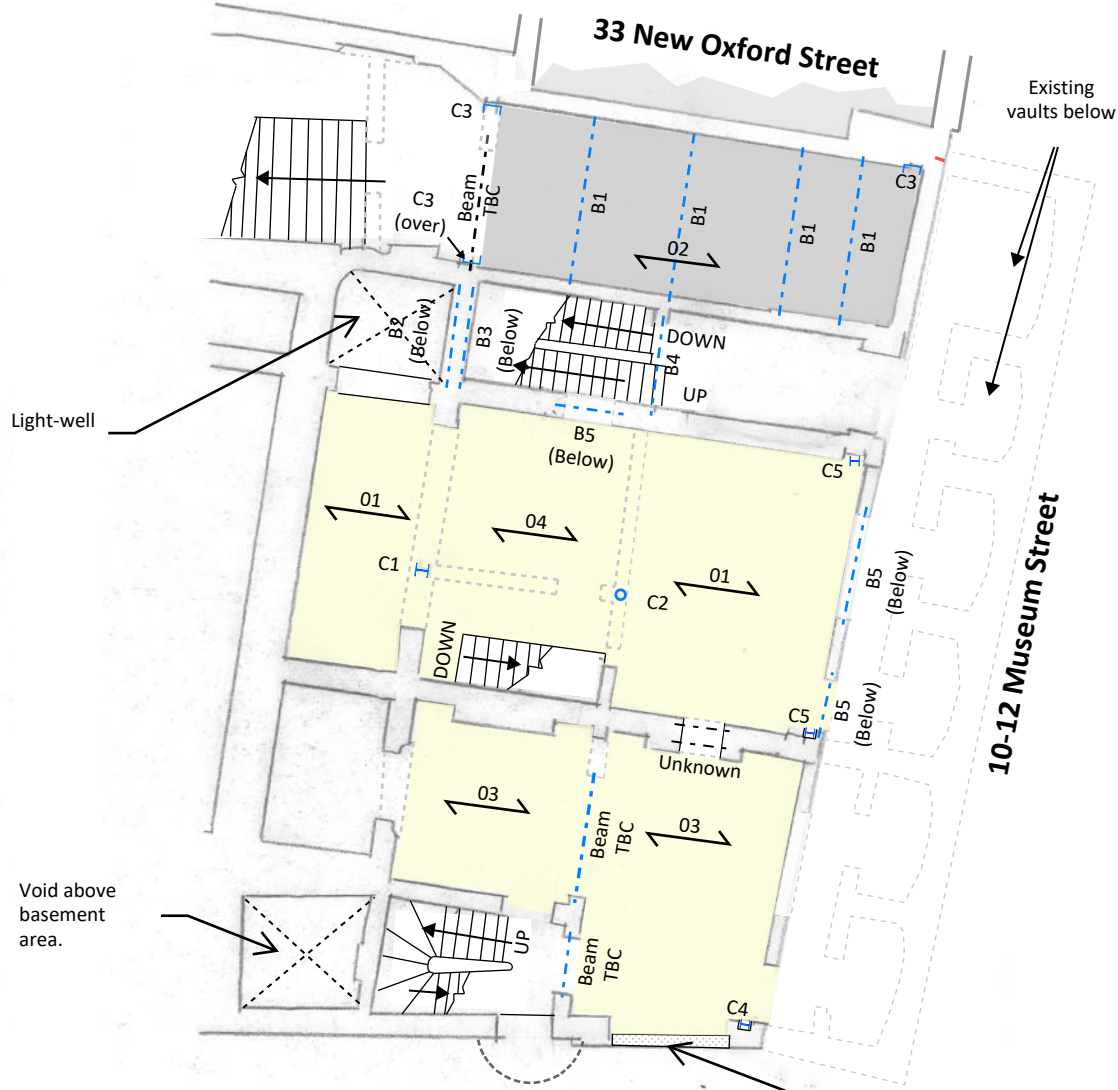 33 New Oxford Street
Existing
vaults below
C3
C3
C3
(over)
Beam
TBC
B1
B1
B1
B1
02
B2
(Below)
B3
(Below)
DOWN
B4
UP
Light-well
B5
(Below)
C5
01
04
01
C1
C2
B5
(Below)
10-12 Museum Street
DOWN
C5
B5
(Below)
Unknown
03
03
Beam
TBC
Void above
basement
area.
UP
Beam
TBC
C4